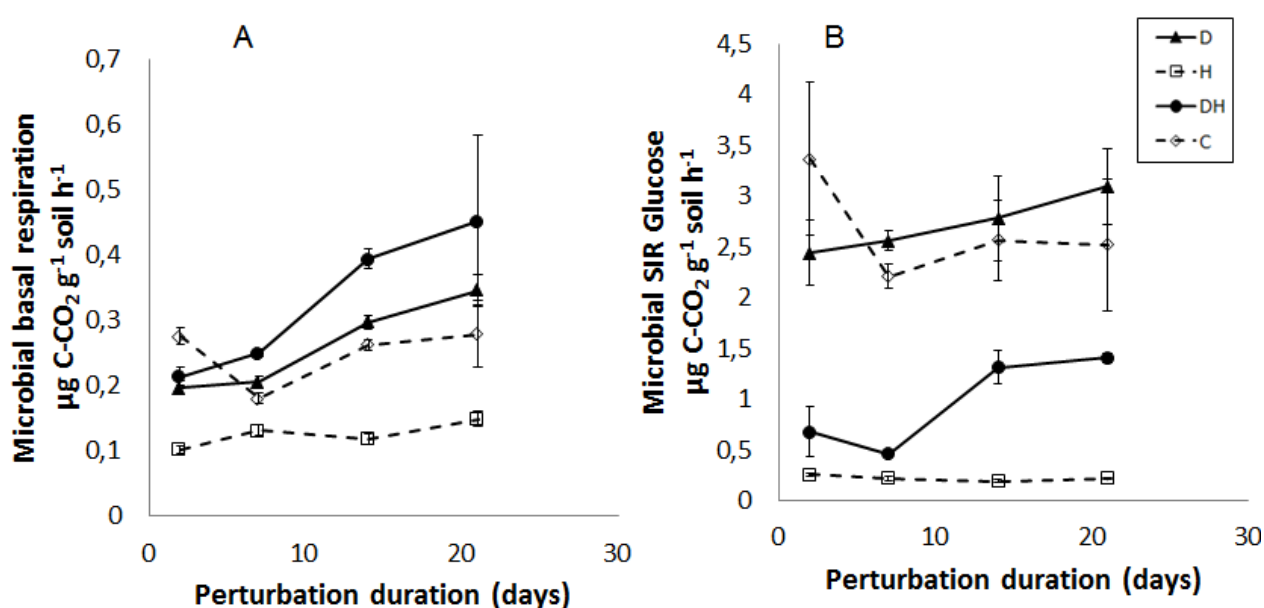 A
Microbial basal respiration
µg C-CO₂ g⁻¹ soil h⁻¹
0,7
0,6
0,5
0,4
0,3
0,2
0,1
0
0
10
20
30
Perturbation duration (days)
B
Microbial SIR Glucose
µg C-CO₂ g⁻¹ soil h⁻¹
4,5
4
3,5
3
2,5
2
1,5
1
0,5
0
0
10
20
30
Perturbation duration (days)
D
H
DH
C